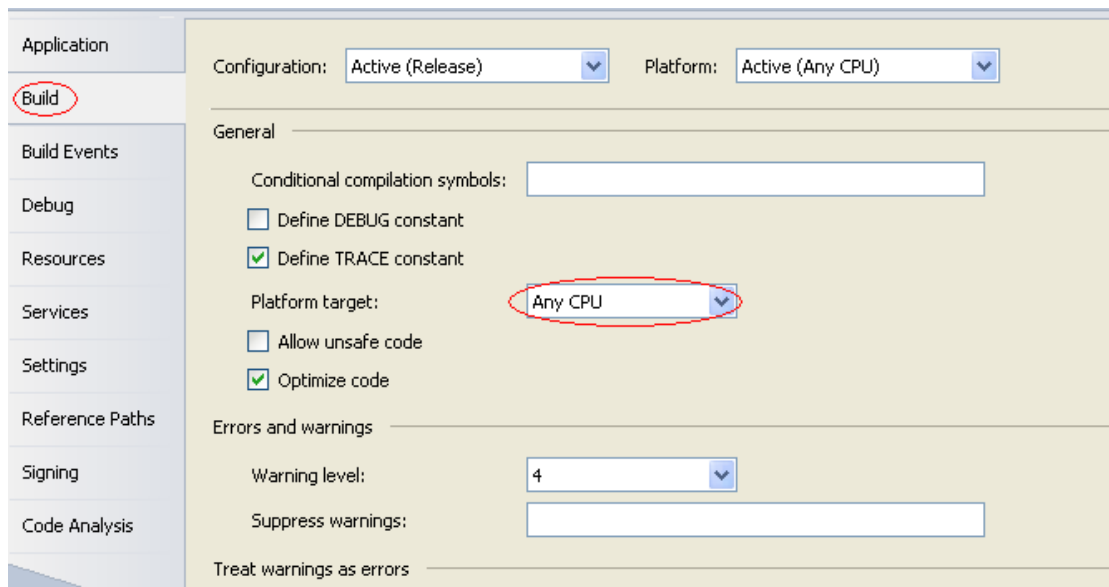 Application
Build
Build Events
Debug
Resources
Services
Settings
Reference Paths
Signing
Code Analysis
Configuration: Active (Release) Platform: Active (Any CPU)
General
Conditional compilation symbols:
Define DEBUG constant
Define TRACE constant
Platform target: Any CPU
Allow unsafe code
Optimize code
Errors and warnings
Warning level: 4
Suppress warnings:
Treat warnings as errors